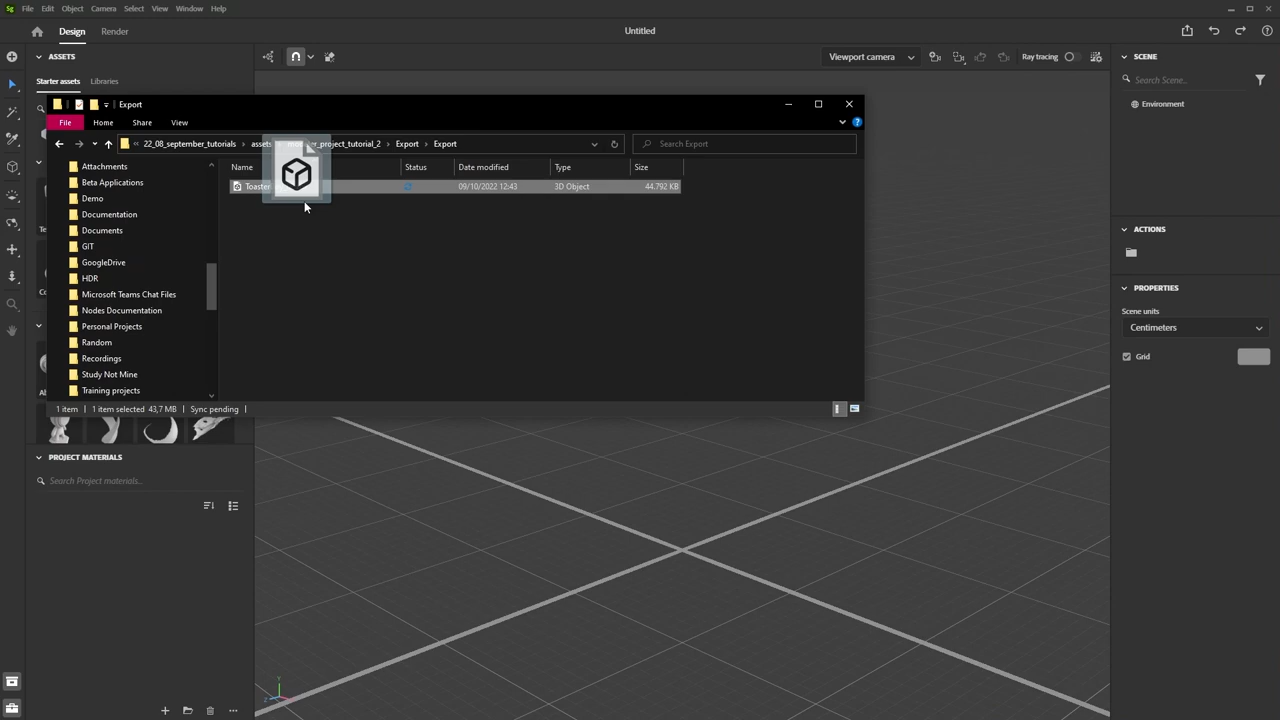 Sg File Edit Object Camera Select View Window Help
Design Render Untitled
ASSETS
Starter assets Libraries
Viewport camera
Ray tracing
SCENE
Search Scene...
Environment
ACTIONS
PROPERTIES
Scene units
Centimeters
Grid
Export
File Home Share View
« 22_08_september_tutorials › assets project_tutorial_2 › Export › Export
Search Export
Name Status Date modified Type Size
Toaster 09/10/2022 12:43 3D Object 44.792 KB
Attachments
Beta Applications
Demo
Documentation
Documents
GIT
GoogleDrive
HDR
Microsoft Teams Chat Files
Nodes Documentation
Personal Projects
Random
Recordings
Study Not Mine
Training projects
1 item 1 item selected 43,7 MB Sync pending
PROJECT MATERIALS
Search Project materials...
Y
Z